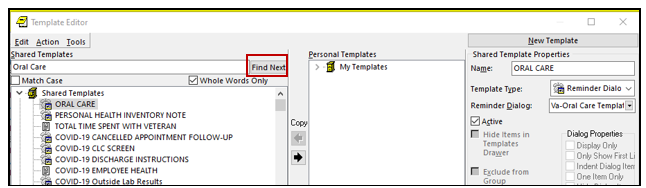 Template Editor
Edit Action Tools
New Template
Shared Templates
Oral Care
Find Next
Match Case
Whole Words Only
Shared Templates
ORAL CARE
PERSONAL HEALTH INVENTORY NOTE
TOTAL TIME SPENT WITH VETERAN
COVID-19 CANCELLED APPOINTMENT FOLLOW-UP
COVID-19 CLC SCREEN
COVID-19 DISCHARGE INSTRUCTIONS
COVID-19 EMPLOYEE HEALTH
COVID-19 Outside Lab Results
Copy
Personal Templates
My Templates
Shared Template Properties
Name: ORAL CARE
Template Type: Reminder Dialo
Reminder Dialog: Va-Oral Care Templat
Active
Hide Items in
Templates
Drawer
Exclude from
Group
Dialog Properties
Display Only
Only Show First Li
Indent Dialog Iten
One Item Only